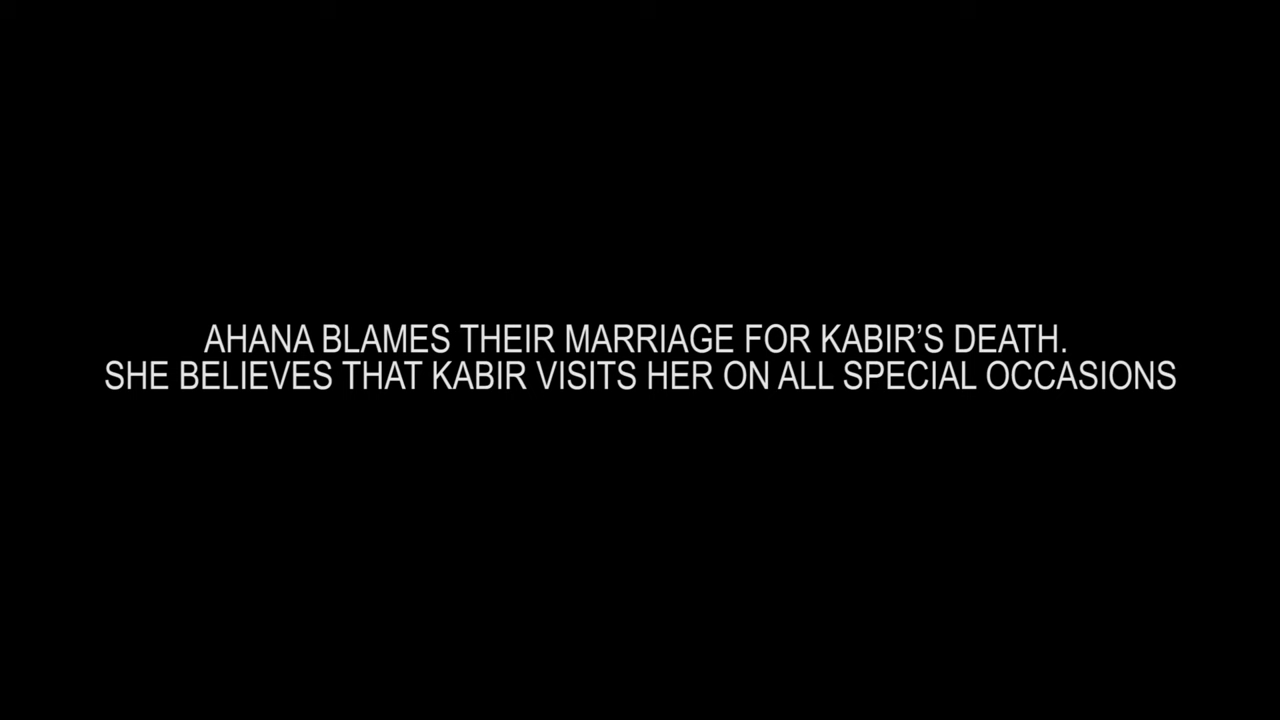 AHANA BLAMES THEIR MARRIAGE FOR KABIR’S DEATH.
SHE BELIEVES THAT KABIR VISITS HER ON ALL SPECIAL OCCASIONS